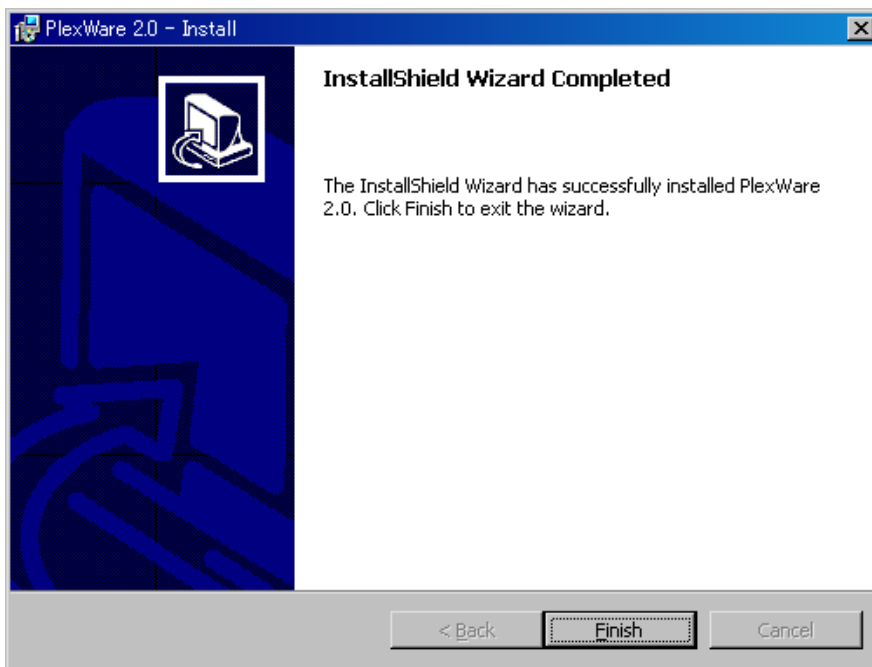 PlexWare 2.0 - Install
InstallShield Wizard Completed
The InstallShield Wizard has successfully installed PlexWare
2.0. Click Finish to exit the wizard.
< Back
Finish
Cancel